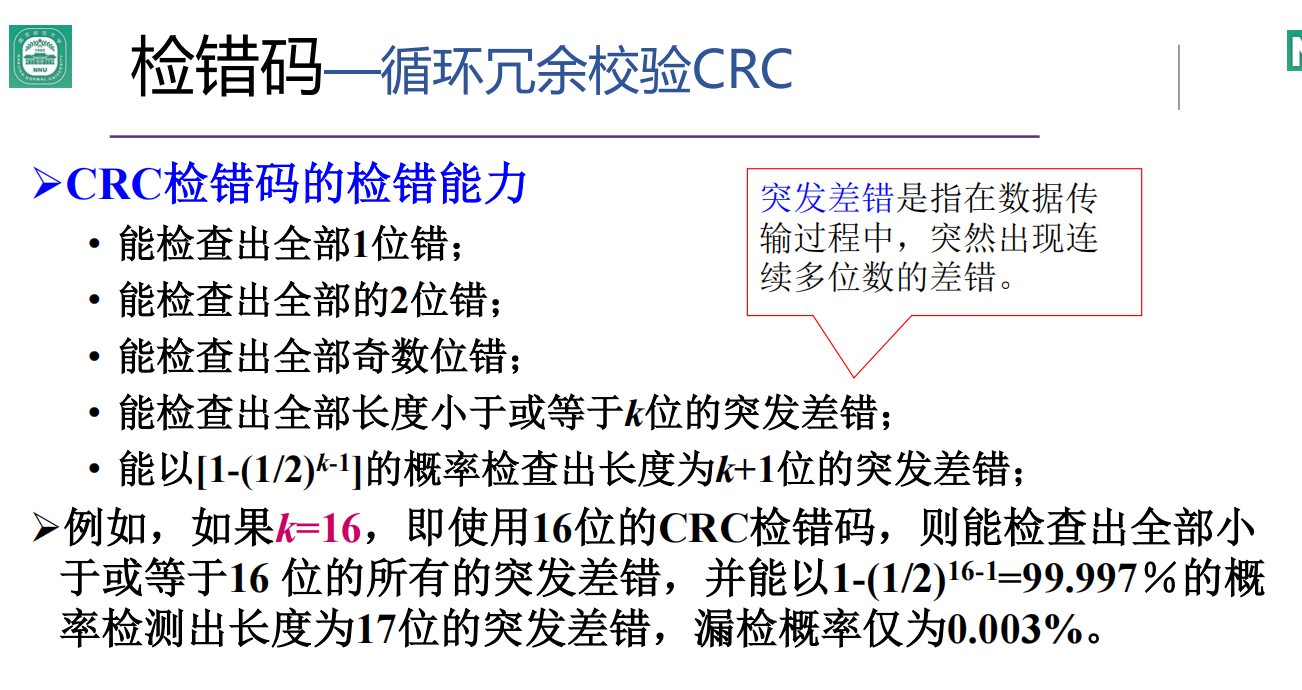 检错码—循环冗余校验CRC
➢CRC检错码的检错能力
突发差错是指在数据传
输过程中，突然出现连
续多位数的差错。
• 能检查出全部1位错；
• 能检查出全部的2位错；
• 能检查出全部奇数位错；
• 能检查出全部长度小于或等于k位的突发差错；
• 能以[1-(1/2)^{k-1}]的概率检查出长度为k+1位的突发差错；
➢例如，如果k=16，即使用16位的CRC检错码，则能检查出全部小
于或等于16 位的所有的突发差错，并能以1-(1/2)^{16-1}=99.997％的概
率检测出长度为17位的突发差错，漏检概率仅为0.003%。
NNU